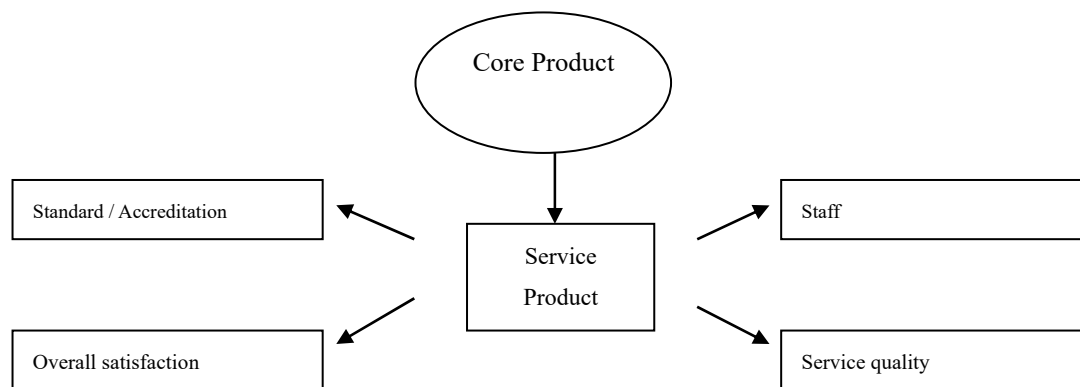 Core Product
Standard / Accreditation
Staff
Service
Product
Overall satisfaction
Service quality